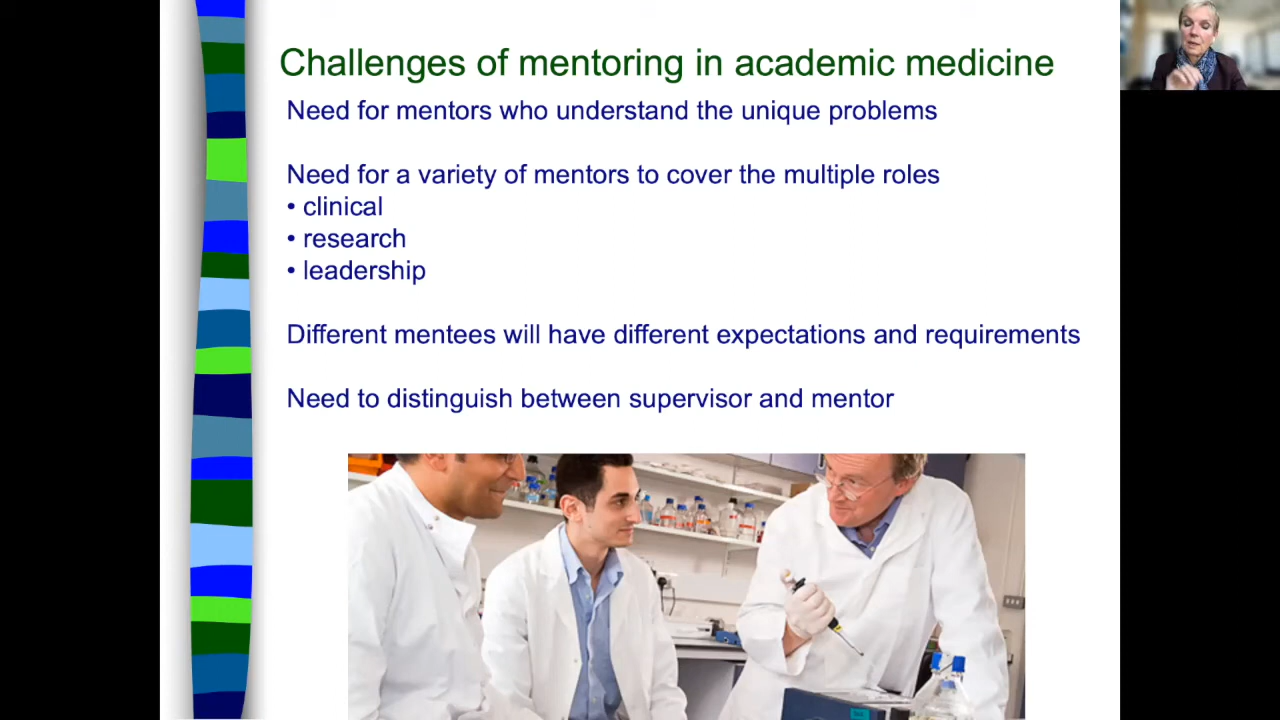 Challenges of mentoring in academic medicine
Need for mentors who understand the unique problems
Need for a variety of mentors to cover the multiple roles
• clinical
• research
• leadership
Different mentees will have different expectations and requirements
Need to distinguish between supervisor and mentor